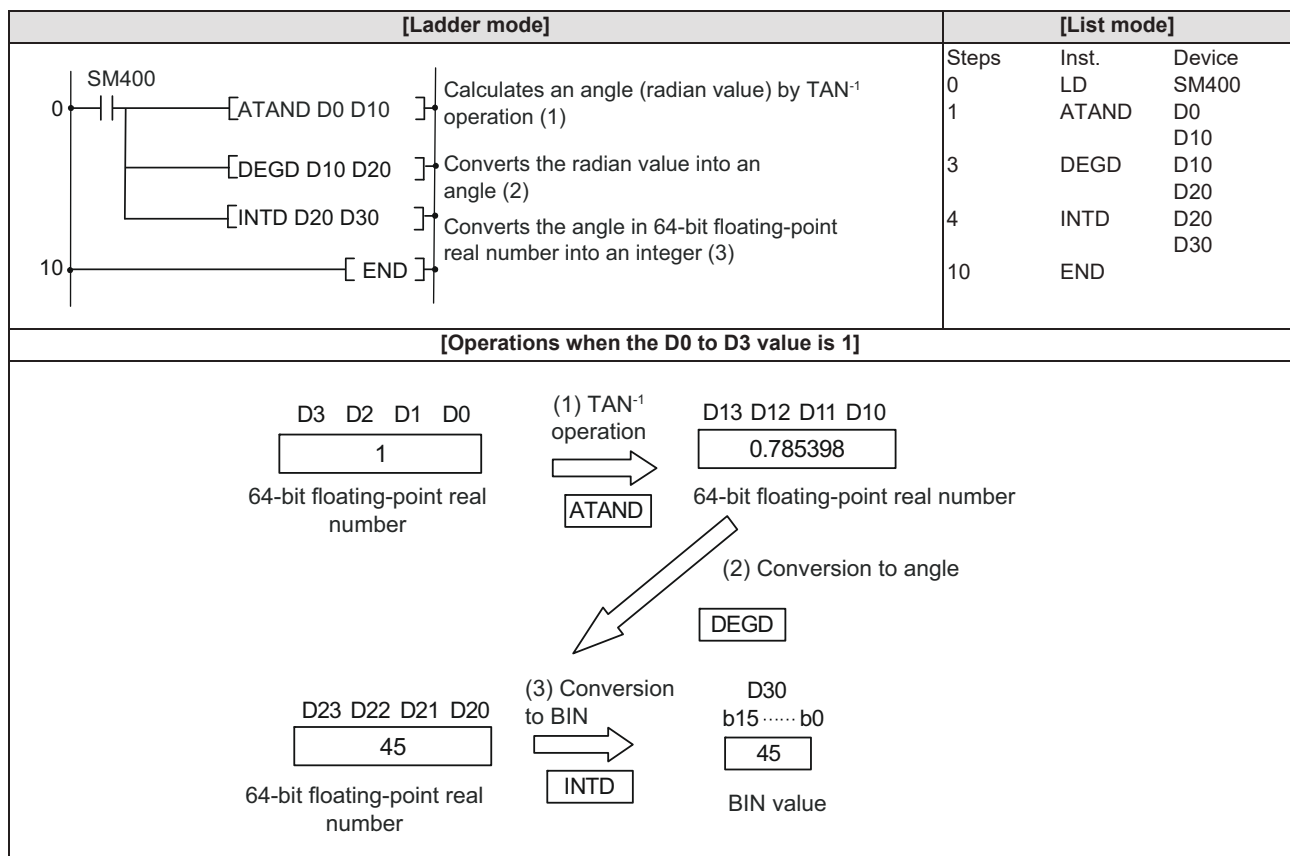 [Ladder mode]
[List mode]
SM400
0
[ATAND D0 D10 ]
Calculates an angle (radian value) by TAN-1
operation (1)
[DEGD D10 D20 ]
Converts the radian value into an
angle (2)
[INTD D20 D30 ]
Converts the angle in 64-bit floating-point
real number into an integer (3)
10
[ END ]
Steps Inst. Device
0 LD SM400
1 ATAND D0
D10
3 DEGD D10
D20
4 INTD D20
D30
10 END
[Operations when the D0 to D3 value is 1]
D3 D2 D1 D0
1
64-bit floating-point real
number
(1) TAN-1
operation
ATAND
D13 D12 D11 D10
0.785398
64-bit floating-point real number
(2) Conversion to angle
DEGD
D23 D22 D21 D20
45
64-bit floating-point real
number
(3) Conversion
to BIN
INTD
D30
b15 ······ b0
45
BIN value